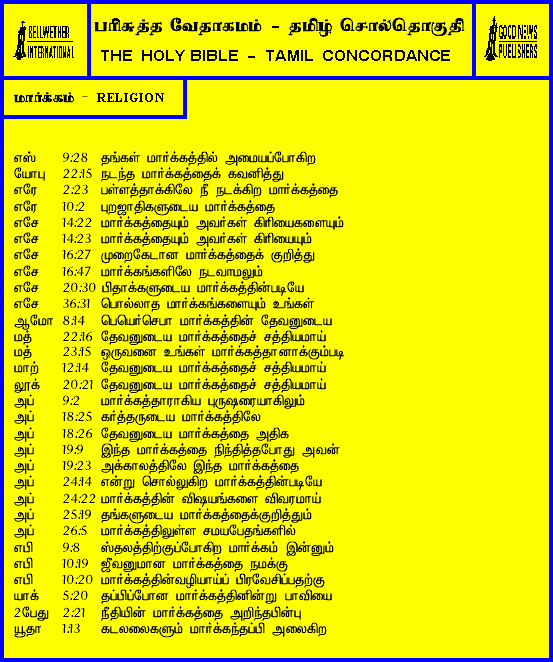 BELLWETHER INTERNATIONAL
பரிசுத்த வேதாகமம் - தமிழ் சொல்தொகுதி
THE HOLY BIBLE - TAMIL CONCORDANCE
GOOD NEWS PUBLISHERS
மார்க்கம் - RELIGION
எஸ் 9:28 தங்கள் மார்க்கத்தில் அமையப்போகிற
யோபு 22:15 நடந்த மார்க்கத்தைக் கவனித்து
எரே 2:23 பள்ளத்தாக்கிலே நீ நடக்கிற மார்க்கத்தை
எரே 10:2 புறஜாதிகளுடைய மார்க்கத்தை
எசே 14:22 மார்க்கத்தையும் அவர்கள் கிரியைகளையும்
எசே 14:23 மார்க்கத்தையும் அவர்கள் கிரியையும்
எசே 16:27 முறைகேடான மார்க்கத்தைக் குறித்து
எசே 16:47 மார்க்கங்களிலே நடவாமலும்
எசே 20:30 பிதாக்களுடைய மார்க்கத்தின்படியே
எசே 36:31 பொல்லாத மார்க்கங்களையும் உங்கள்
ஆமோ 8:14 பெயெர்செபா மார்க்கத்தின் தேவனுடைய
மத் 22:16 தேவனுடைய மார்க்கத்தைச் சத்தியமாய்
மத் 23:15 ஒருவனை உங்கள் மார்க்கத்தானாக்கும்படி
மாற் 12:14 தேவனுடைய மார்க்கத்தைச் சத்தியமாய்
லூக் 20:21 தேவனுடைய மார்க்கத்தைச் சத்தியமாய்
அப் 9:2 மார்க்கத்தாராகிய புருஷரையாகிலும்
அப் 18:25 கர்த்தருடைய மார்க்கத்திலே
அப் 18:26 தேவனுடைய மார்க்கத்தை அதிக
அப் 19:9 இந்த மார்க்கத்தை நிந்தித்தபோது அவன்
அப் 19:23 அக்காலத்திலே இந்த மார்க்கத்தை
அப் 24:14 என்று சொல்லுகிற மார்க்கத்தின்படியே
அப் 24:22 மார்க்கத்தின் விஷயங்களை விவரமாய்
அப் 25:19 தங்களுடைய மார்க்கத்தைக்குறித்தும்
அப் 26:5 மார்க்கத்திலுள்ள சமயபேதங்களில்
எபி 9:8 ஸ்தலத்திற்குப்போகிற மார்க்கம் இன்னும்
எபி 10:19 ஜீவனுமான மார்க்கத்தை நமக்கு
எபி 10:20 மார்க்கத்தின்வழியாய்ப் பிரவேசிப்பதற்கு
யாக் 5:20 தப்பிப்போன மார்க்கத்தினின்று பாவியை
2பேது 2:21 நீதியின் மார்க்கத்தை அறிந்தபின்பு
யூதா 1:13 கடலலைகளும் மார்க்கந்தப்பி அலைகிற